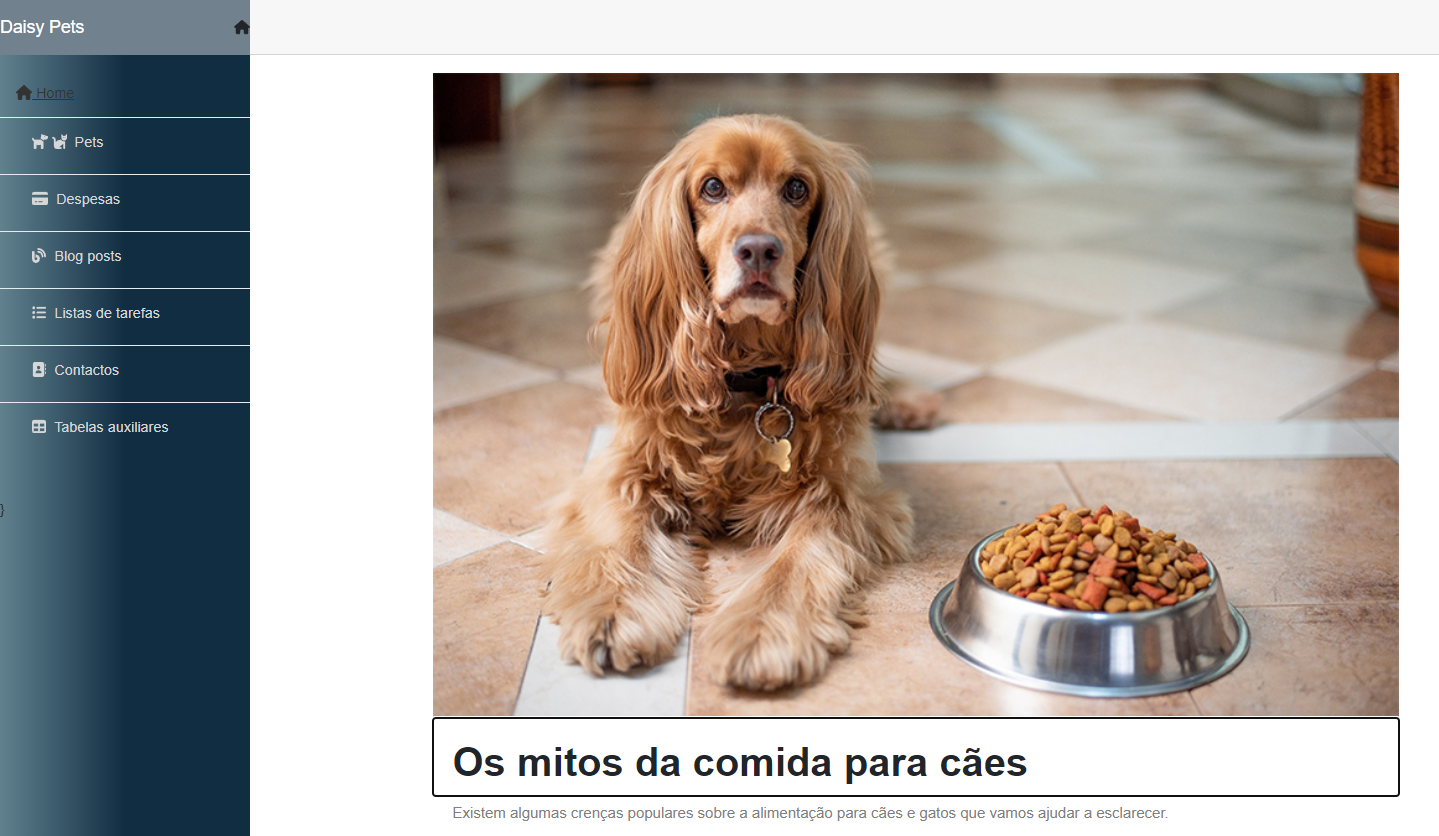 Daisy Pets
Home
Pets
Despesas
Blog posts
Listas de tarefas
Contactos
Tabelas auxiliares
}
Os mitos da comida para cães
Existem algumas crenças populares sobre a alimentação para cães e gatos que vamos ajudar a esclarecer.